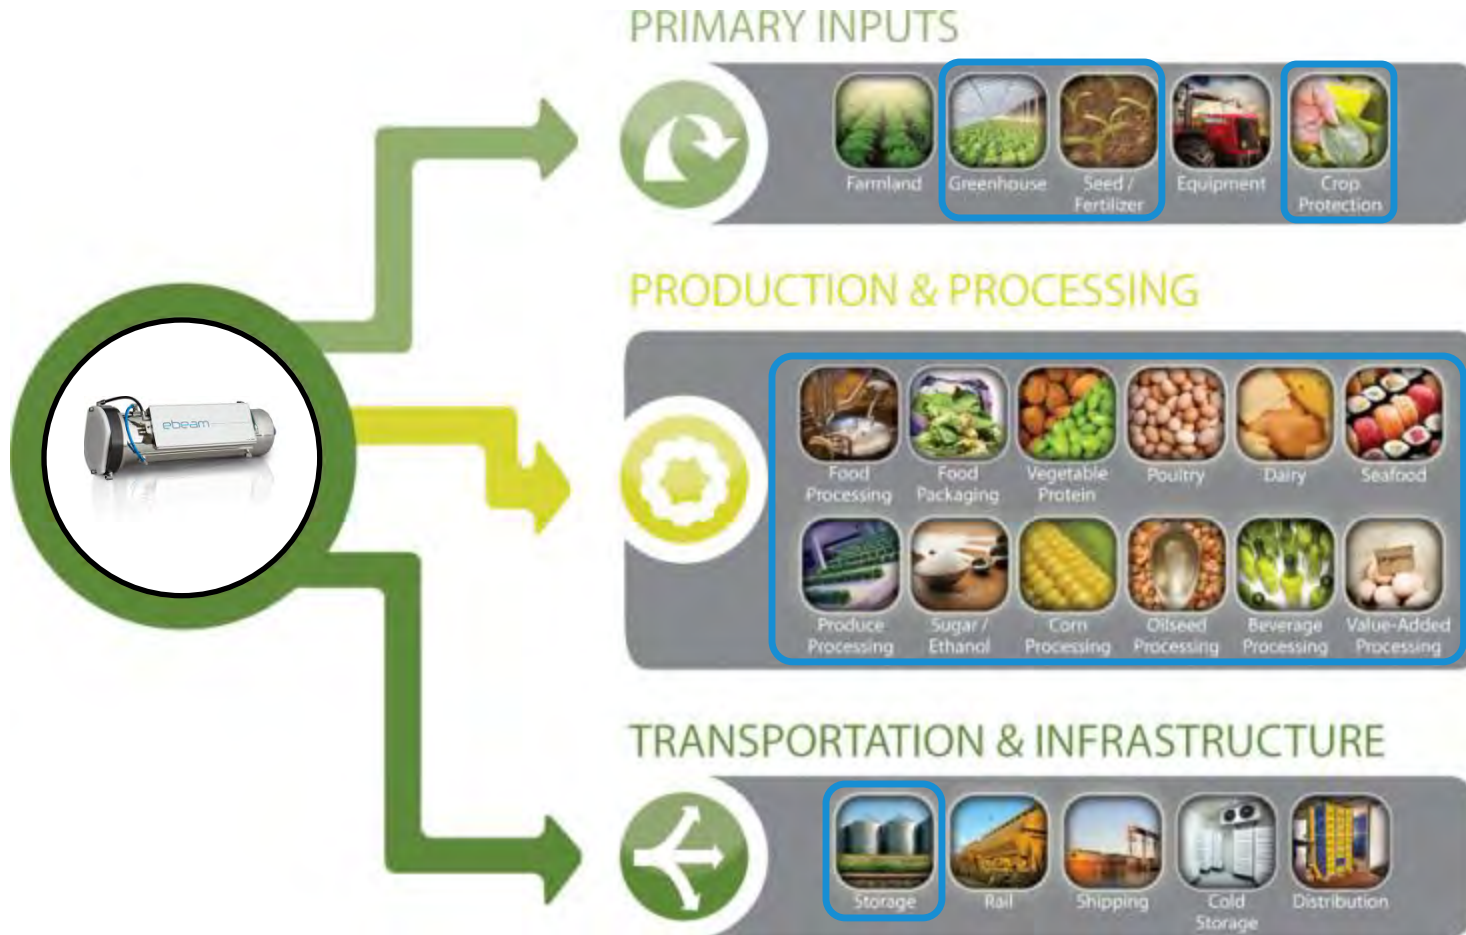 PRIMARY INPUTS
Farmland
Greenhouse
Seed /
Fertilizer
Equipment
Crop
Protection
ebeam
PRODUCTION & PROCESSING
Food
Processing
Food
Packaging
Vegetable
Protein
Poultry
Dairy
Seafood
Produce
Processing
Sugar /
Ethanol
Corn
Processing
Oilseed
Processing
Beverage
Processing
Value-Added
Processing
TRANSPORTATION & INFRASTRUCTURE
Storage
Rail
Shipping
Cold
Storage
Distribution